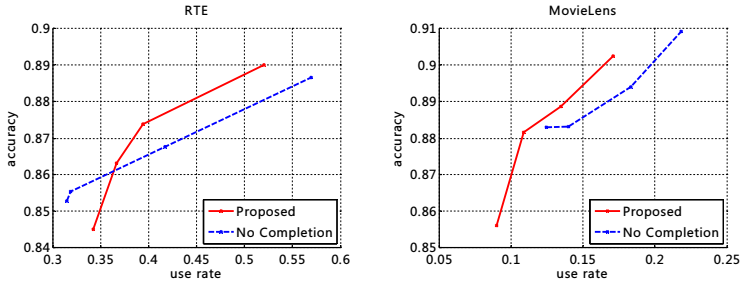 RTE
0.9
0.89
0.88
0.87
0.86
0.85
0.84
accuracy
0.3 0.35 0.4 0.45 0.5 0.55 0.6
use rate
Proposed
No Completion
MovieLens
0.91
0.9
0.89
0.88
0.87
0.86
0.85
accuracy
0.05 0.1 0.15 0.2 0.25
use rate
Proposed
No Completion